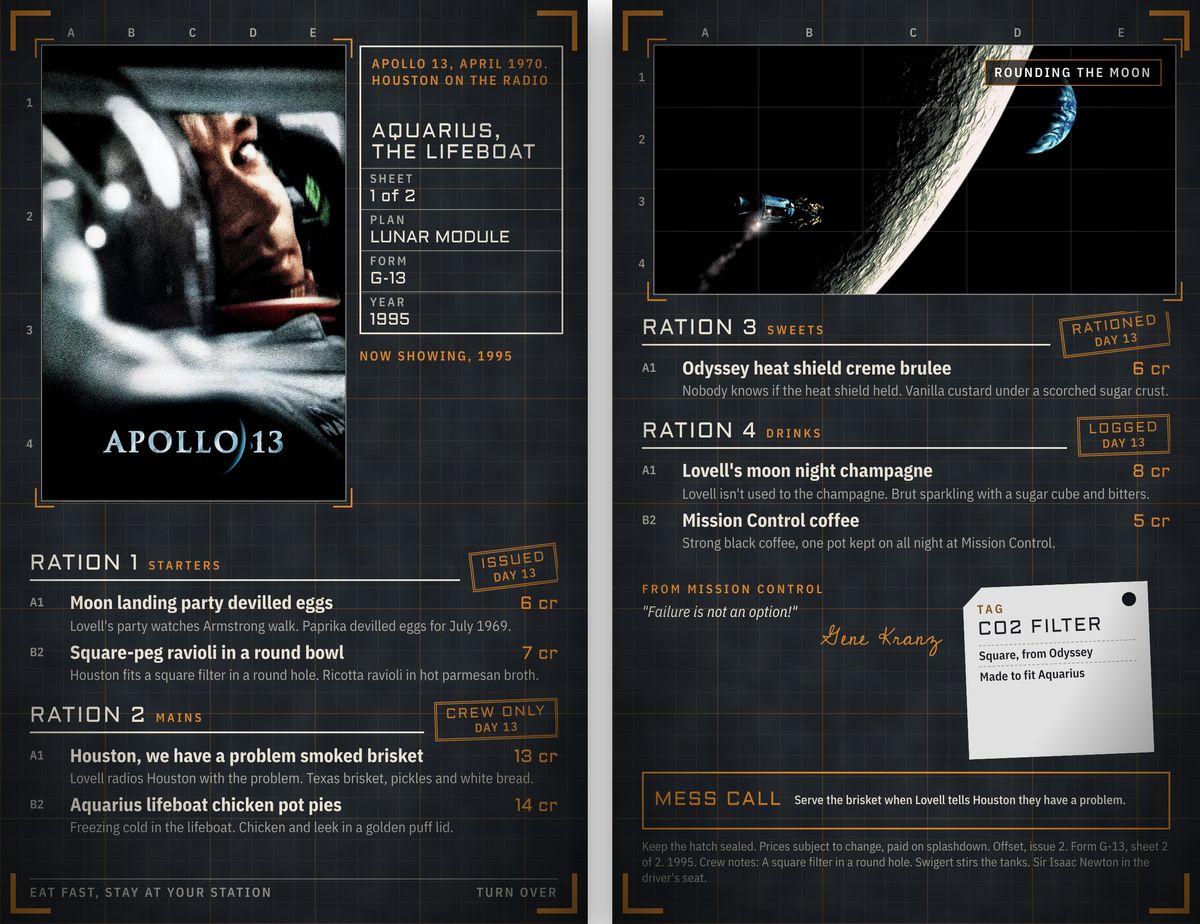 A B C D E
1
2
3
4
APOLLO 13
APOLLO 13, APRIL 1970.
HOUSTON ON THE RADIO
AQUARIUS,
THE LIFEBOAT
SHEET
1 of 2
PLAN
LUNAR MODULE
FORM
G-13
YEAR
1995
NOW SHOWING, 1995
RATION 1 STARTERS
ISSUED
DAY 13
A1 Moon landing party devilled eggs 6 cr
Lovell's party watches Armstrong walk. Paprika devilled eggs for July 1969.
B2 Square-peg ravioli in a round bowl 7 cr
Houston fits a square filter in a round hole. Ricotta ravioli in hot parmesan broth.
RATION 2 MAINS
CREW ONLY
DAY 13
A1 Houston, we have a problem smoked brisket 13 cr
Lovell radios Houston with the problem. Texas brisket, pickles and white bread.
B2 Aquarius lifeboat chicken pot pies 14 cr
Freezing cold in the lifeboat. Chicken and leek in a golden puff lid.
EAT FAST, STAY AT YOUR STATION TURN OVER
A B C D E
1
2
3
4
ROUNDING THE MOON
RATION 3 SWEETS
RATIONED
DAY 13
A1 Odyssey heat shield creme brulee 6 cr
Nobody knows if the heat shield held. Vanilla custard under a scorched sugar crust.
RATION 4 DRINKS
LOGGED
DAY 13
A1 Lovell's moon night champagne 8 cr
Lovell isn't used to the champagne. Brut sparkling with a sugar cube and bitters.
B2 Mission Control coffee 5 cr
Strong black coffee, one pot kept on all night at Mission Control.
FROM MISSION CONTROL
"Failure is not an option!"
Gene Kranz
TAG
CO2 FILTER
Square, from Odyssey
Made to fit Aquarius
MESS CALL Serve the brisket when Lovell tells Houston they have a problem.
Keep the hatch sealed. Prices subject to change, paid on splashdown. Offset, issue 2. Form G-13, sheet 2
of 2. 1995. Crew notes: A square filter in a round hole. Swigert stirs the tanks. Sir Isaac Newton in the
driver's seat.